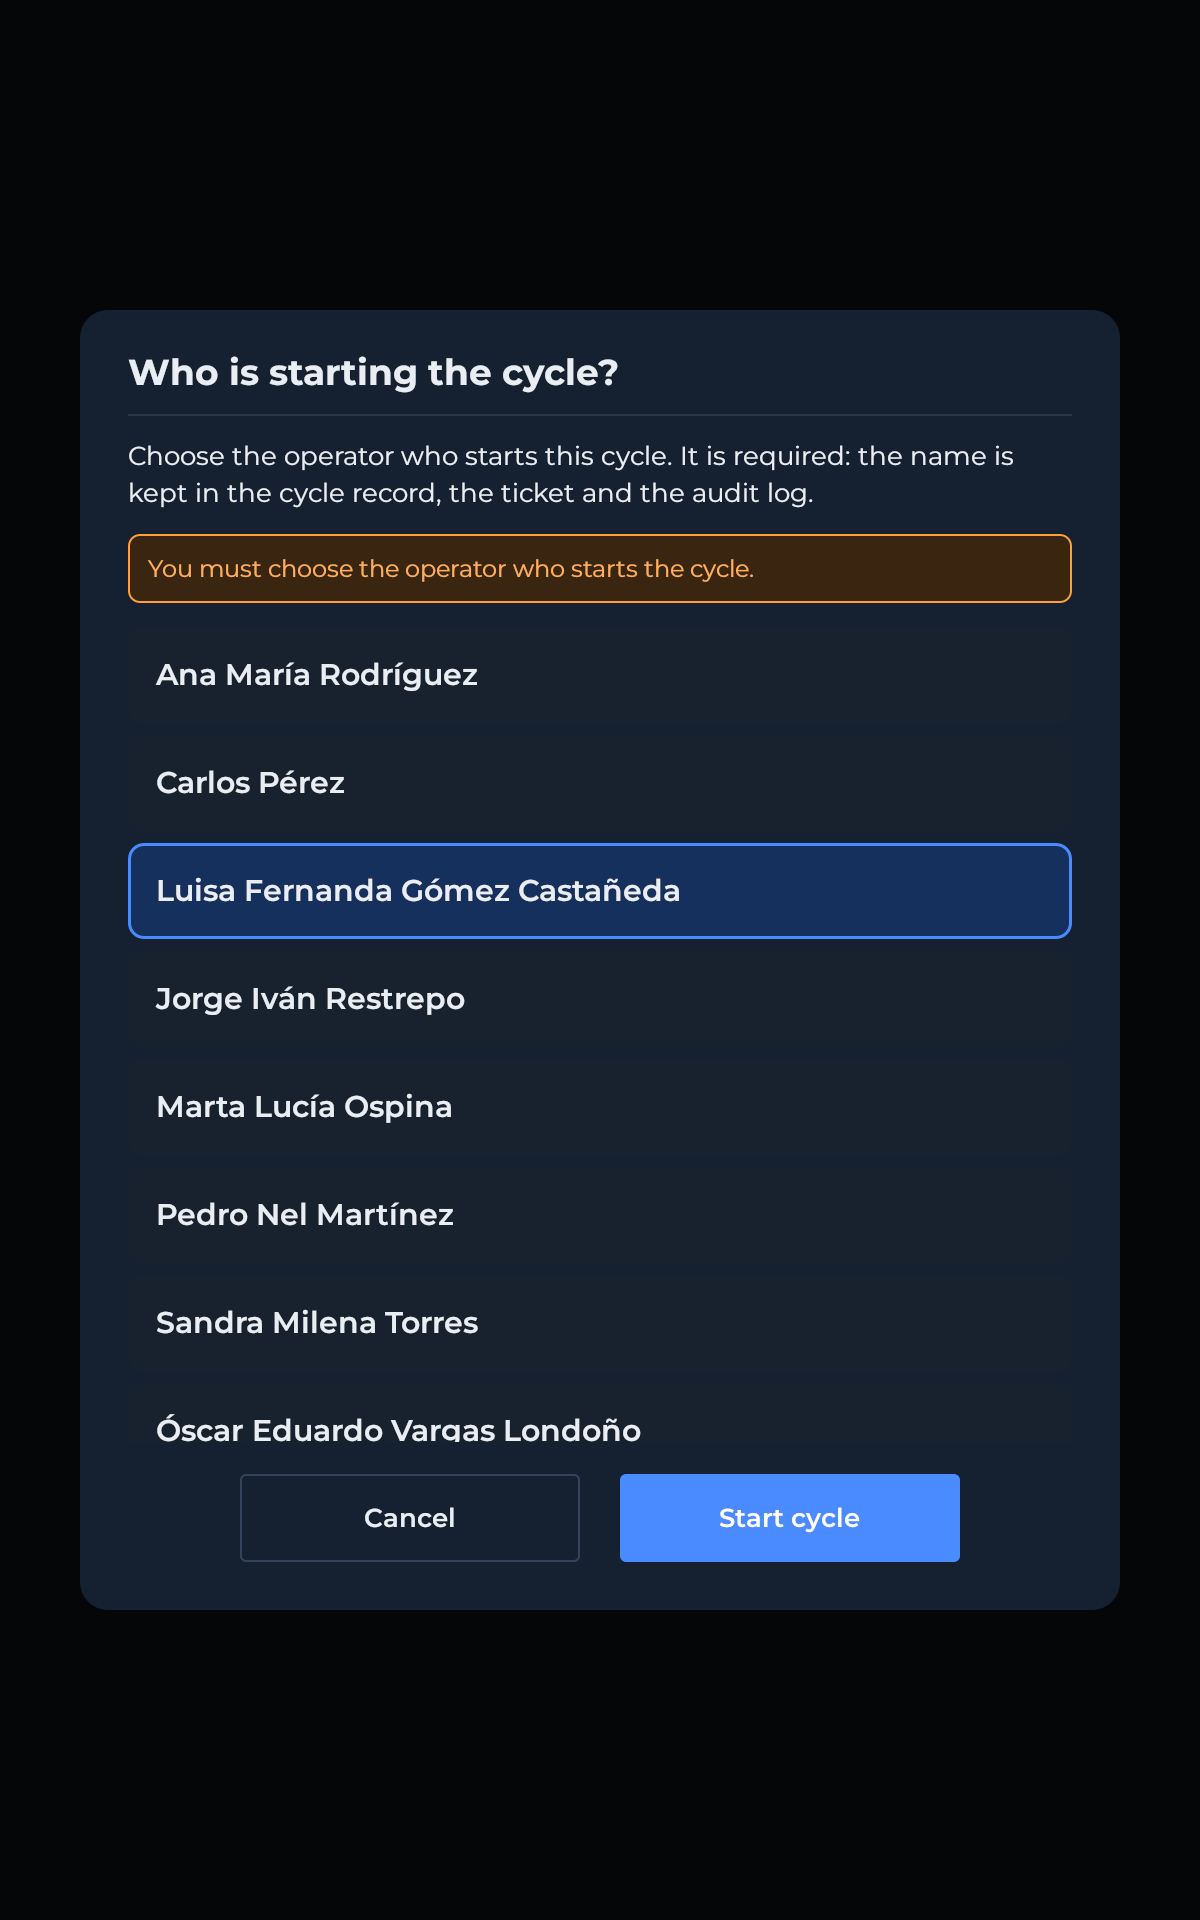 Who is starting the cycle?
Choose the operator who starts this cycle. It is required: the name is
kept in the cycle record, the ticket and the audit log.
You must choose the operator who starts the cycle.
Ana María Rodríguez
Carlos Pérez
Luisa Fernanda Gómez Castañeda
Jorge Iván Restrepo
Marta Lucía Ospina
Pedro Nel Martínez
Sandra Milena Torres
Óscar Eduardo Vargas Londoño
Cancel
Start cycle